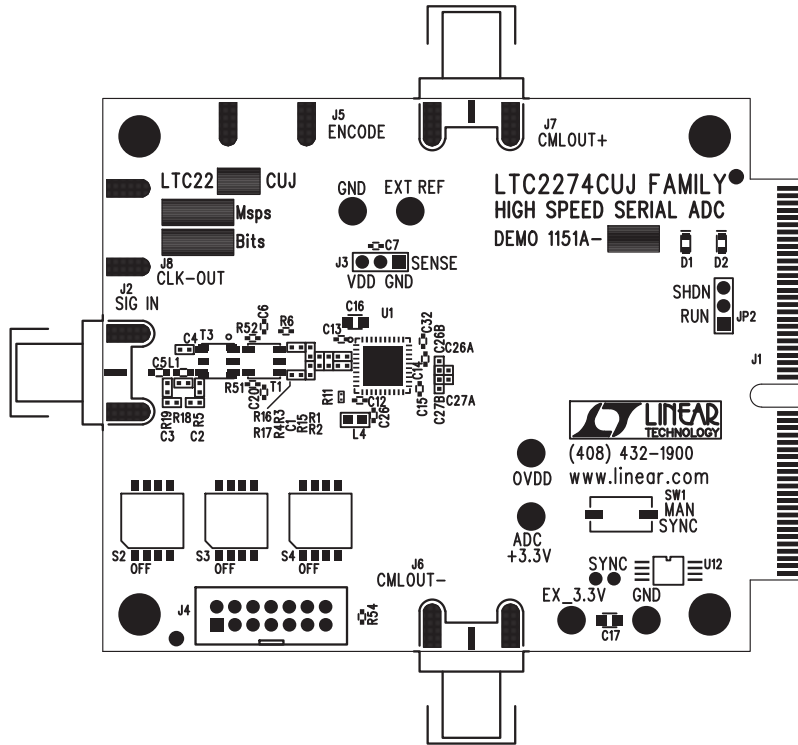 J5
ENCODE
J7
CMLOUT+
LTC22 CUJ
Msps
Bits
GND EXT REF
LTC2274CUJ FAMILY
HIGH SPEED SERIAL ADC
DEMO 1151A-
D1 D2
J8
CLK-OUT
J2
SIG IN
C7
J3 SENSE
VDD GND
SHDN
RUN
JP2
J1
C16
U1
C6
R52
R6
C13
C32
C26B
C26A
T3
C4
C5
L1
C14
R51
C20
T1
R11
C12
C15
C27B
C27A
C26
L4
R19
C3
R18
R5
C2
R16
R17
R4
R3
C1
R15
R1
R2
LINEAR
TECHNOLOGY
(408) 432-1900
www.linear.com
OVDD
SW1
MAN
SYNC
ADC
+3.3V
S2
OFF
S3
OFF
S4
OFF
J6
CMLOUT-
SYNC
U12
EX_3.3V
GND
C17
J4
R54